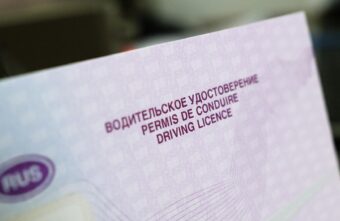 ВОДИТЕЛЬСКОЕ УДОСТОВЕРЕНИЕ
PERMIS DE CONDUIRE
DRIVING LICENCE
RUS